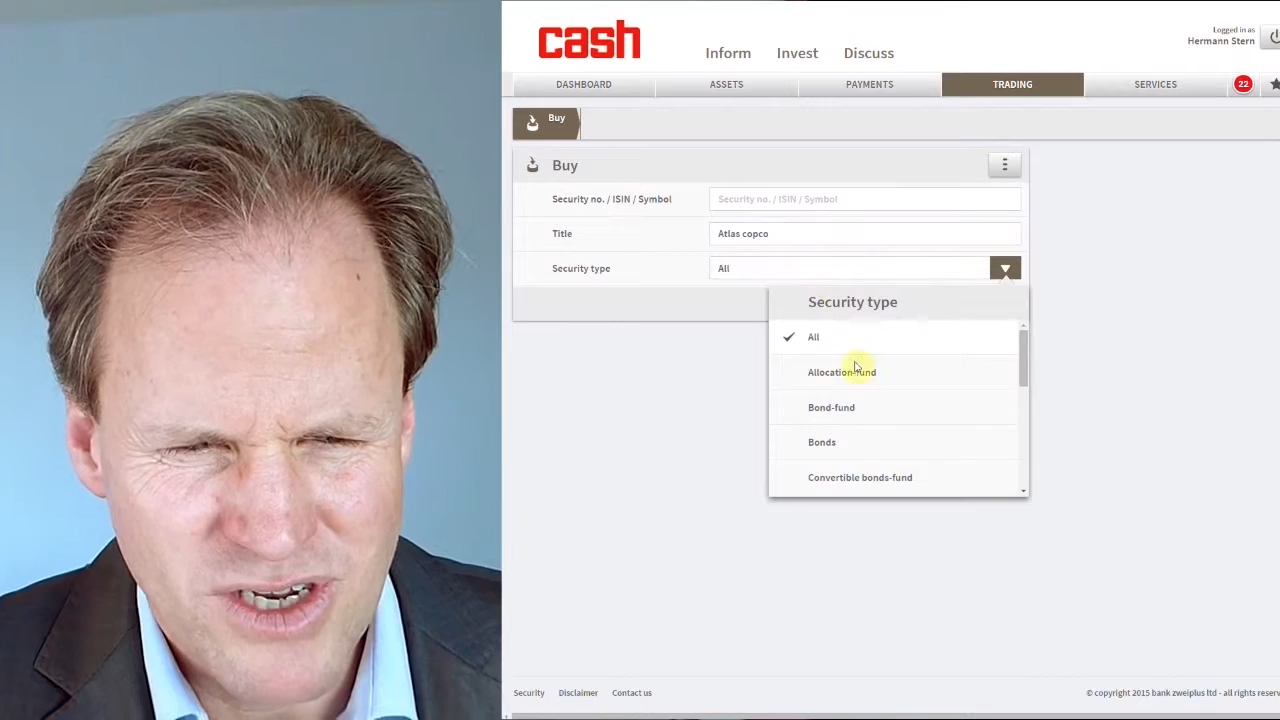 cash
Inform Invest Discuss
Logged in as
Hermann Stern
DASHBOARD ASSETS PAYMENTS TRADING SERVICES 22
Buy
Buy
Security no. / ISIN / Symbol Security no. / ISIN / Symbol
Title Atlas copco
Security type All
Security type
All
Allocation-fund
Bond-fund
Bonds
Convertible bonds-fund
Security Disclaimer Contact us
© copyright 2015 bank zweiplus ltd - all rights